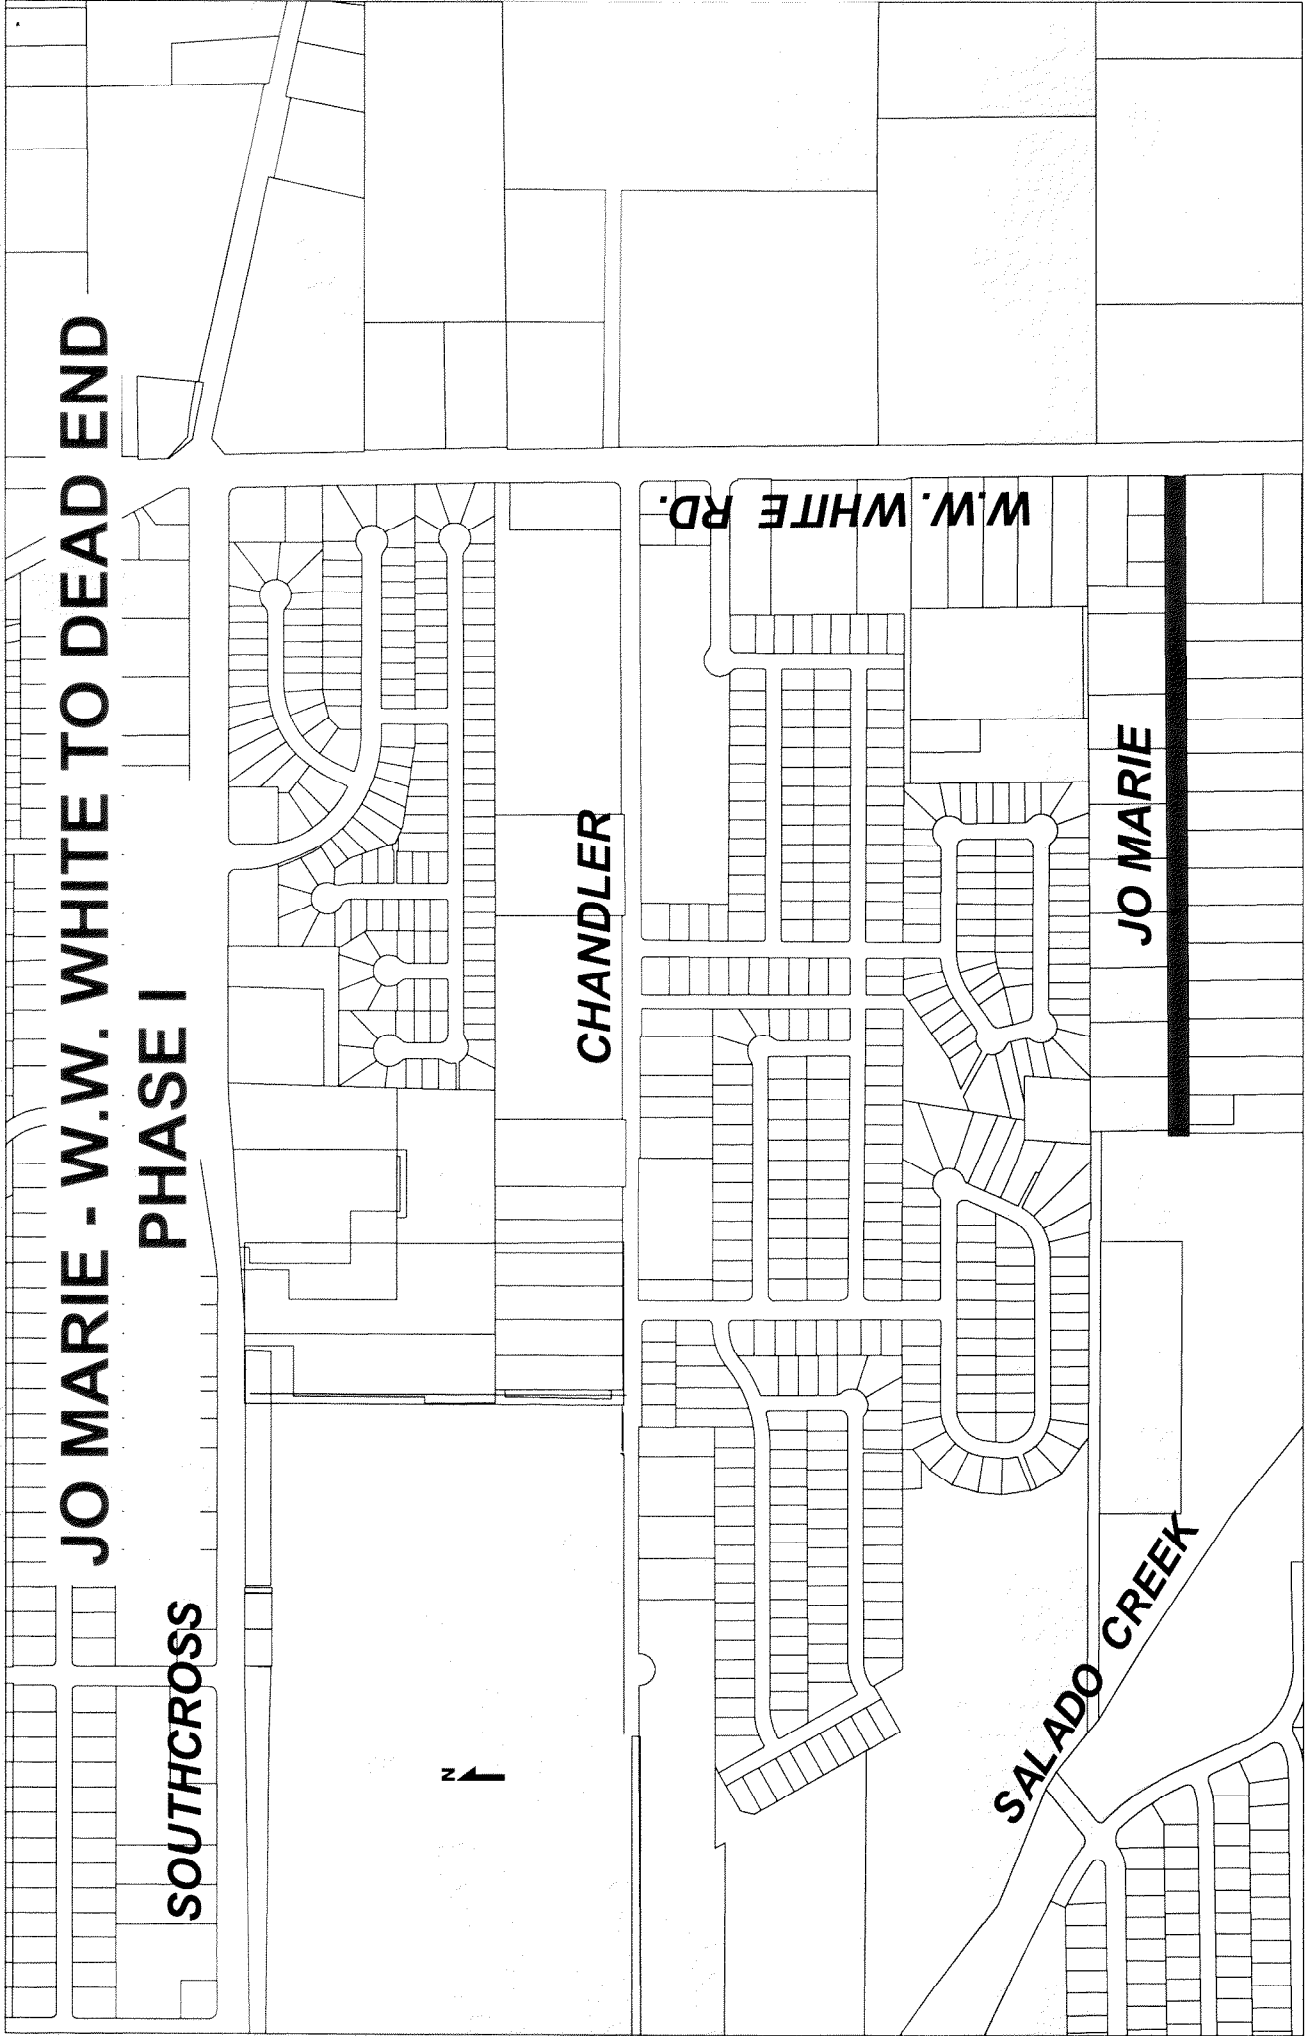 JO MARIE - W.W. WHITE TO DEAD END
PHASE I
SOUTHCROSS
N
CHANDLER
W.W. WHITE RD.
JO MARIE
SALADO CREEK